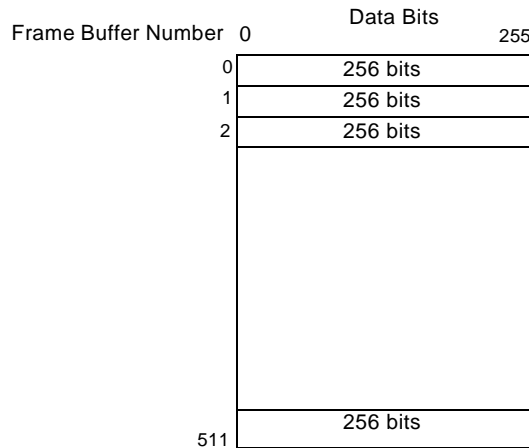 Data Bits
Frame Buffer Number 0 255
0 256 bits
1 256 bits
2 256 bits
256 bits
511